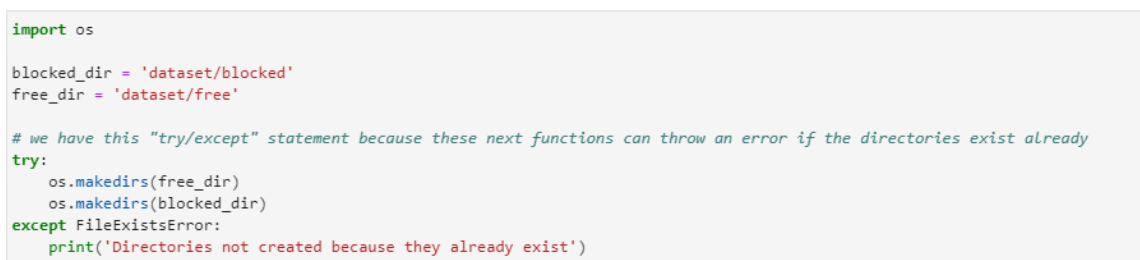 import os
blocked_dir = 'dataset/blocked'
free_dir = 'dataset/free'
# we have this "try/except" statement because these next functions can throw an error if the directories exist already
try:
    os.makedirs(free_dir)
    os.makedirs(blocked_dir)
except FileExistsError:
    print('Directories not created because they already exist')